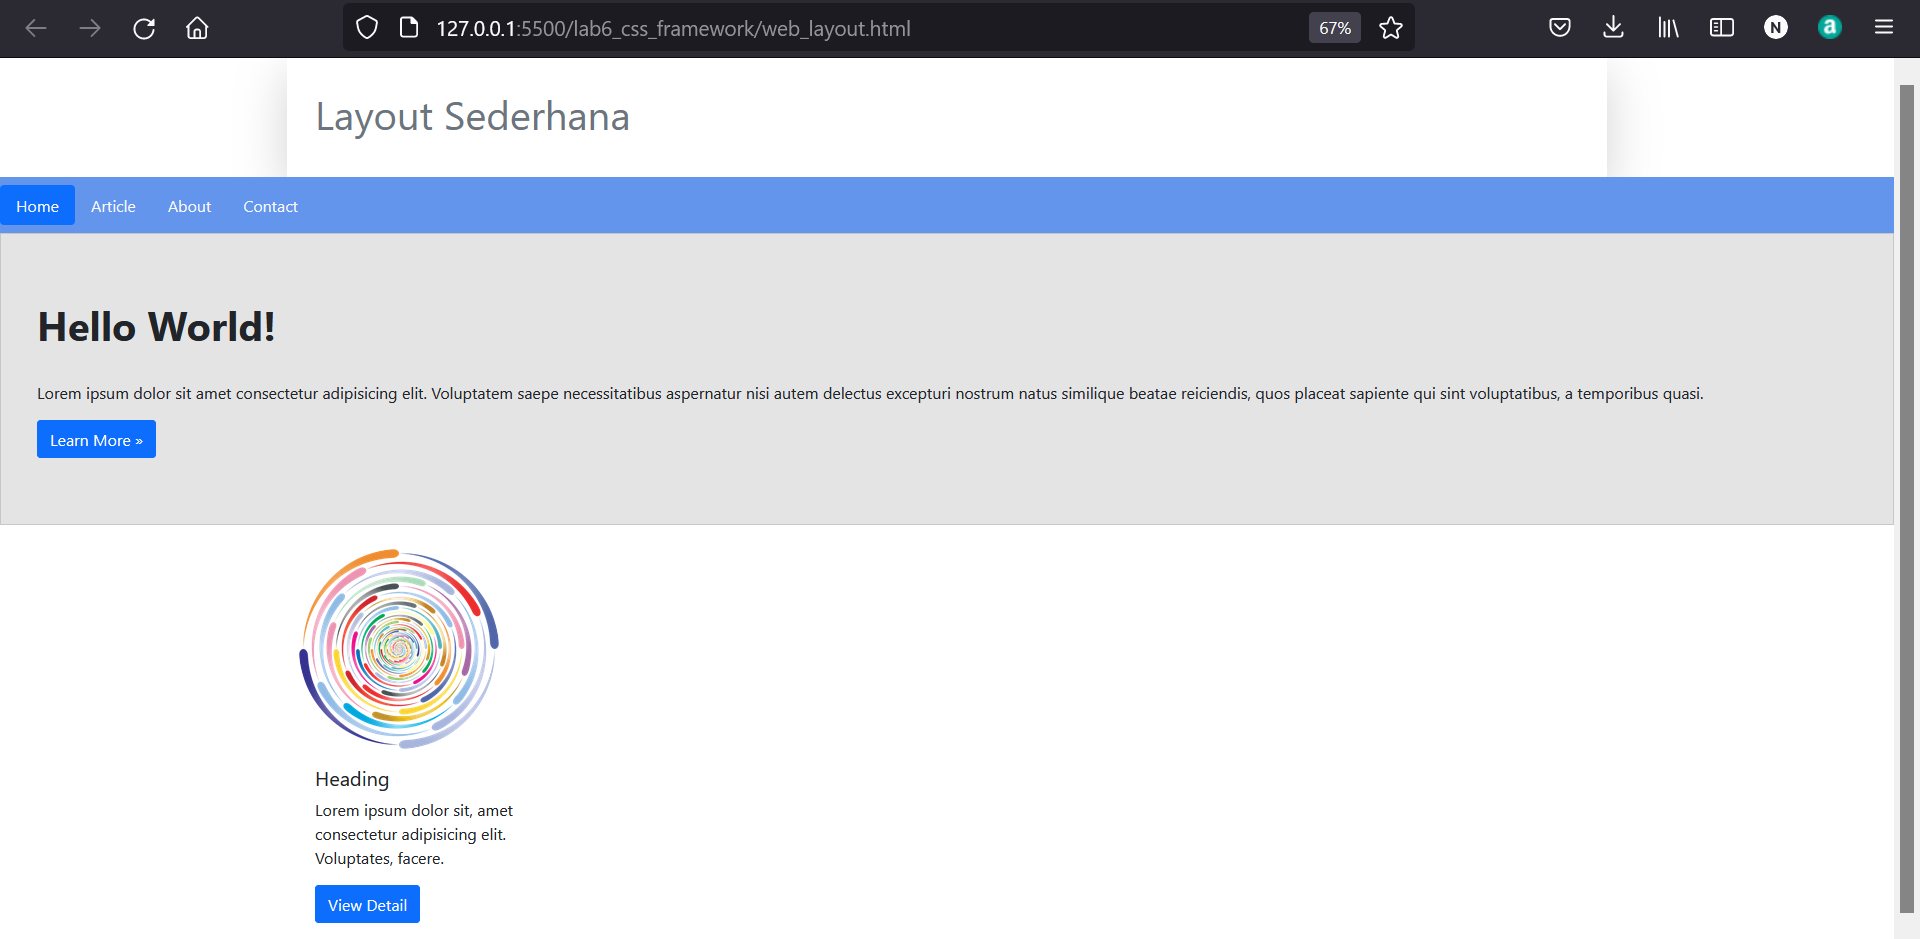 127.0.0.1:5500/lab6_css_framework/web_layout.html
67%
N
a
Layout Sederhana
Home Article About Contact
Hello World!
Lorem ipsum dolor sit amet consectetur adipisicing elit. Voluptatem saepe necessitatibus aspernatur nisi autem delectus excepturi nostrum natus similique beatae reiciendis, quos placeat sapiente qui sint voluptatibus, a temporibus quasi.
Learn More »
Heading
Lorem ipsum dolor sit, amet
consectetur adipisicing elit.
Voluptates, facere.
View Detail